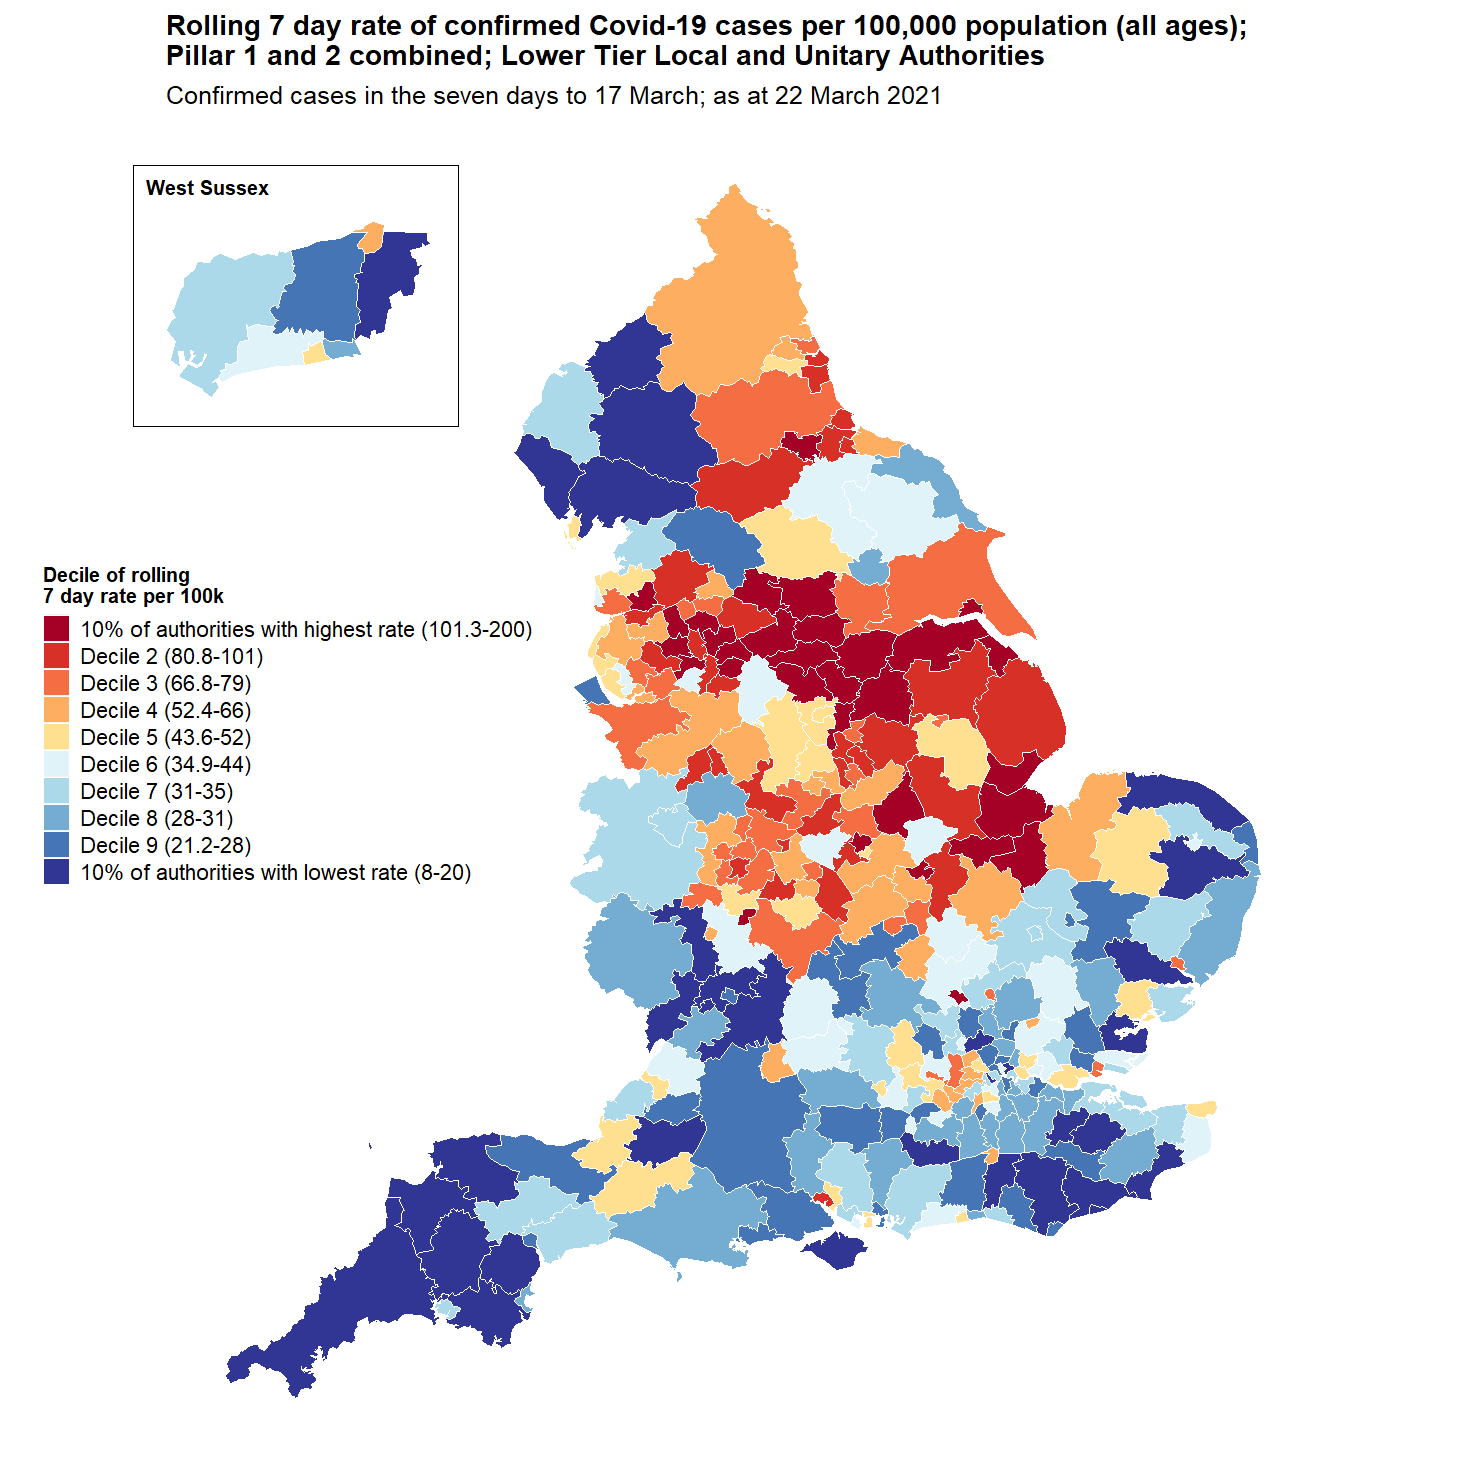 Rolling 7 day rate of confirmed Covid-19 cases per 100,000 population (all ages);
Pillar 1 and 2 combined; Lower Tier Local and Unitary Authorities
Confirmed cases in the seven days to 17 March; as at 22 March 2021
West Sussex
Decile of rolling
7 day rate per 100k
10% of authorities with highest rate (101.3-200)
Decile 2 (80.8-101)
Decile 3 (66.8-79)
Decile 4 (52.4-66)
Decile 5 (43.6-52)
Decile 6 (34.9-44)
Decile 7 (31-35)
Decile 8 (28-31)
Decile 9 (21.2-28)
10% of authorities with lowest rate (8-20)